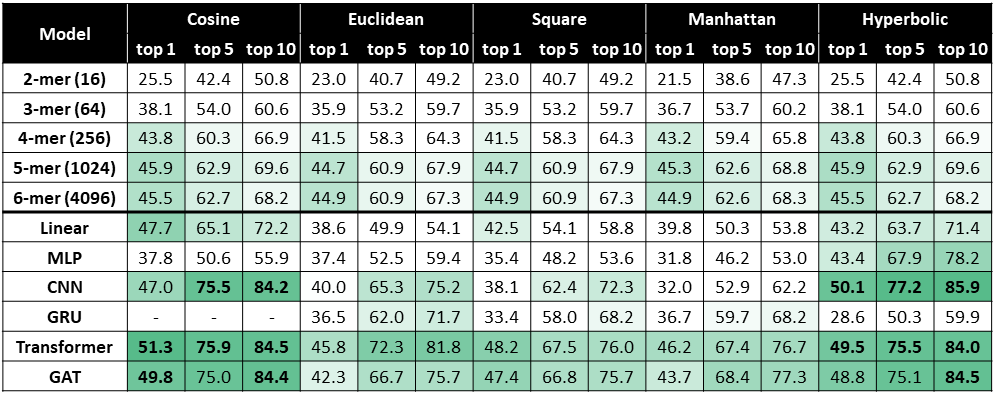 Model Cosine Euclidean Square Manhattan Hyperbolic
top 1 top 5 top 10 top 1 top 5 top 10 top 1 top 5 top 10 top 1 top 5 top 10 top 1 top 5 top 10
2-mer (16) 25.5 42.4 50.8 23.0 40.7 49.2 23.0 40.7 49.2 21.5 38.6 47.3 25.5 42.4 50.8
3-mer (64) 38.1 54.0 60.6 35.9 53.2 59.7 35.9 53.2 59.7 36.7 53.7 60.2 38.1 54.0 60.6
4-mer (256) 43.8 60.3 66.9 41.5 58.3 64.3 41.5 58.3 64.3 43.2 59.4 65.8 43.8 60.3 66.9
5-mer (1024) 45.9 62.9 69.6 44.7 60.9 67.9 44.7 60.9 67.9 45.3 62.6 68.8 45.9 62.9 69.6
6-mer (4096) 45.5 62.7 68.2 44.9 60.9 67.3 44.9 60.9 67.3 44.9 62.6 68.3 45.5 62.7 68.2
Linear 47.7 65.1 72.2 38.6 49.9 54.1 42.5 54.1 58.8 39.8 50.3 53.8 43.2 63.7 71.4
MLP 37.8 50.6 55.9 37.4 52.5 59.4 35.4 48.2 53.6 31.8 46.2 53.0 43.4 67.9 78.2
CNN 47.0 75.5 84.2 40.0 65.3 75.2 38.1 62.4 72.3 32.0 52.9 62.2 50.1 77.2 85.9
GRU - - - 36.5 62.0 71.7 33.4 58.0 68.2 36.7 59.7 68.2 28.6 50.3 59.9
Transformer 51.3 75.9 84.5 45.8 72.3 81.8 48.2 67.5 76.0 46.2 67.4 76.7 49.5 75.5 84.0
GAT 49.8 75.0 84.4 42.3 66.7 75.7 47.4 66.8 75.7 43.7 68.4 77.3 48.8 75.1 84.5